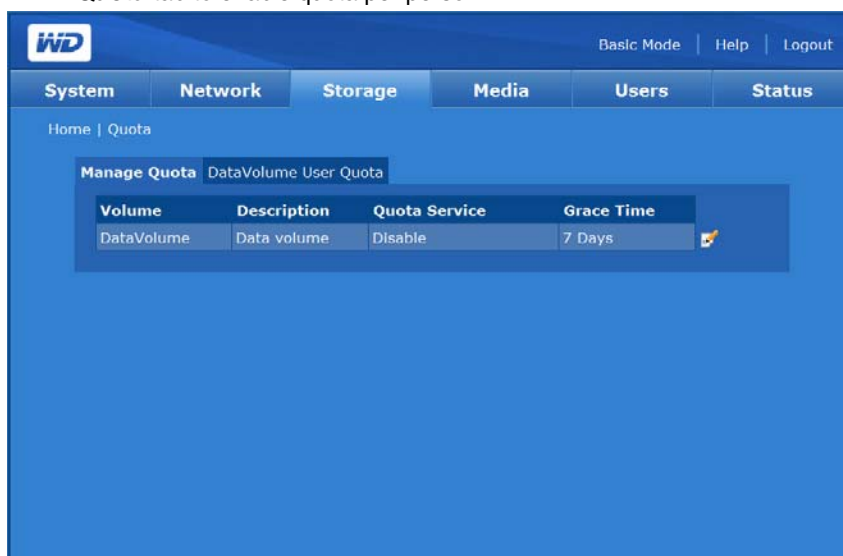 WD
Basic Mode | Help | Logout
System Network Storage Media Users Status
Home | Quota
Manage Quota DataVolume User Quota
Volume Description Quota Service Grace Time
DataVolume Data volume Disable 7 Days